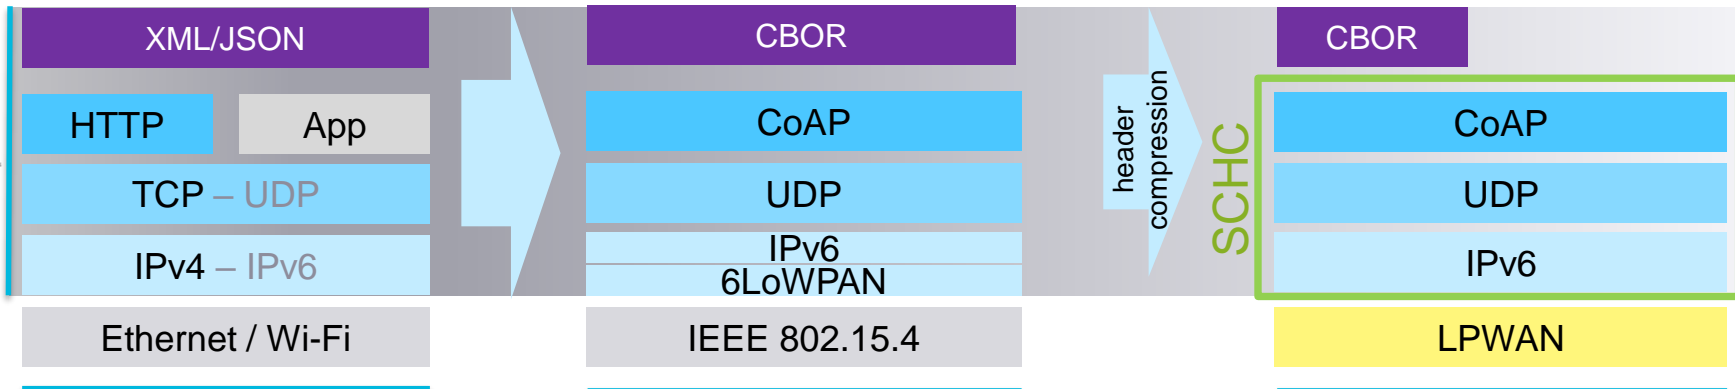 XML/JSON
HTTP
App
TCP – UDP
IPv4 – IPv6
Ethernet / Wi-Fi
CBOR
CoAP
UDP
IPv6
6LoWPAN
IEEE 802.15.4
header
compression
SCHC
CBOR
CoAP
UDP
IPv6
LPWAN